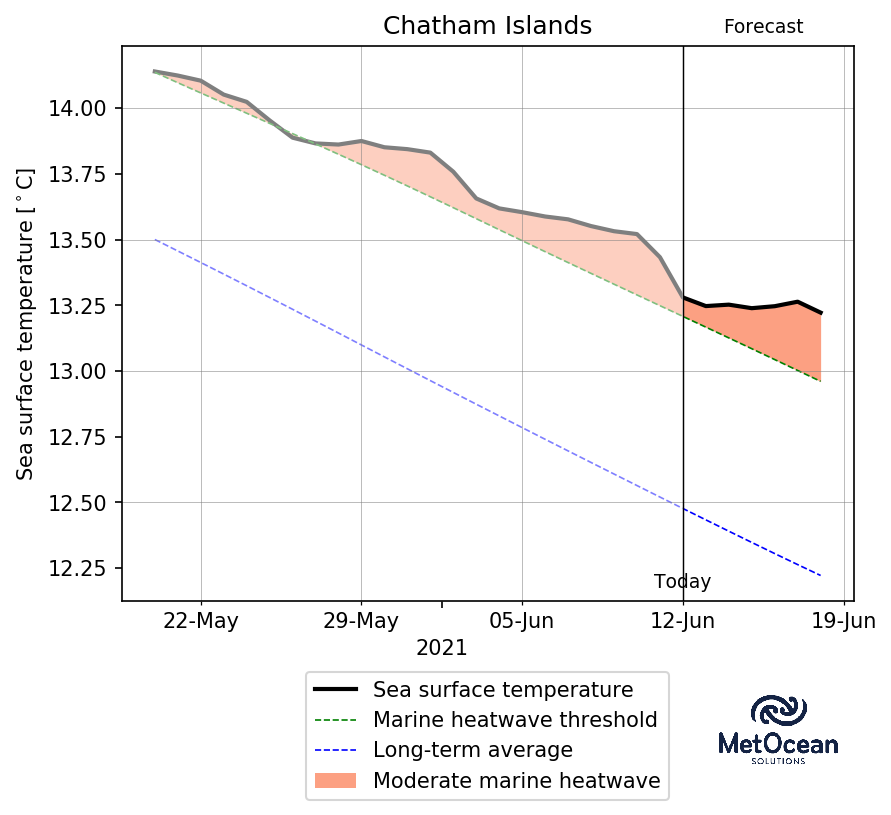 Chatham Islands
Forecast
Sea surface temperature [°C]
14.00
13.75
13.50
13.25
13.00
12.75
12.50
12.25
Today
22-May 29-May 05-Jun 12-Jun 19-Jun
2021
Sea surface temperature
Marine heatwave threshold
Long-term average
Moderate marine heatwave
MetOcean
SOLUTIONS